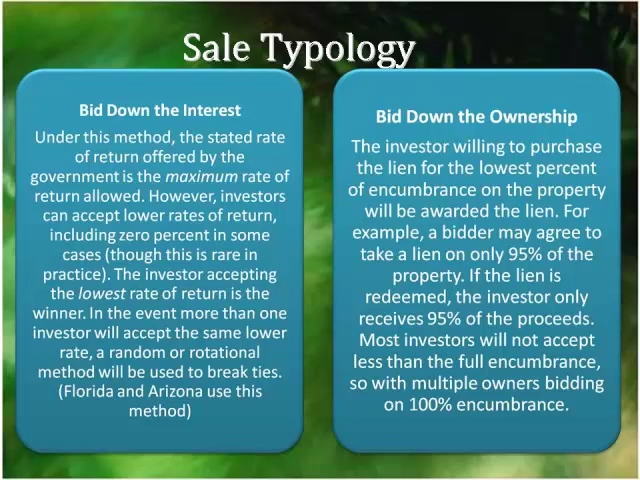 Sale Typology
Bid Down the Interest
Under this method, the stated rate
of return offered by the
government is the maximum rate of
return allowed. However, investors
can accept lower rates of return,
including zero percent in some
cases (though this is rare in
practice). The investor accepting
the lowest rate of return is the
winner. In the event more than one
investor will accept the same lower
rate, a random or rotational
method will be used to break ties.
(Florida and Arizona use this
method)
Bid Down the Ownership
The investor willing to purchase
the lien for the lowest percent
of encumbrance on the property
will be awarded the lien. For
example, a bidder may agree to
take a lien on only 95% of the
property. If the lien is
redeemed, the investor only
receives 95% of the proceeds.
Most investors will not accept
less than the full encumbrance,
so with multiple owners bidding
on 100% encumbrance.